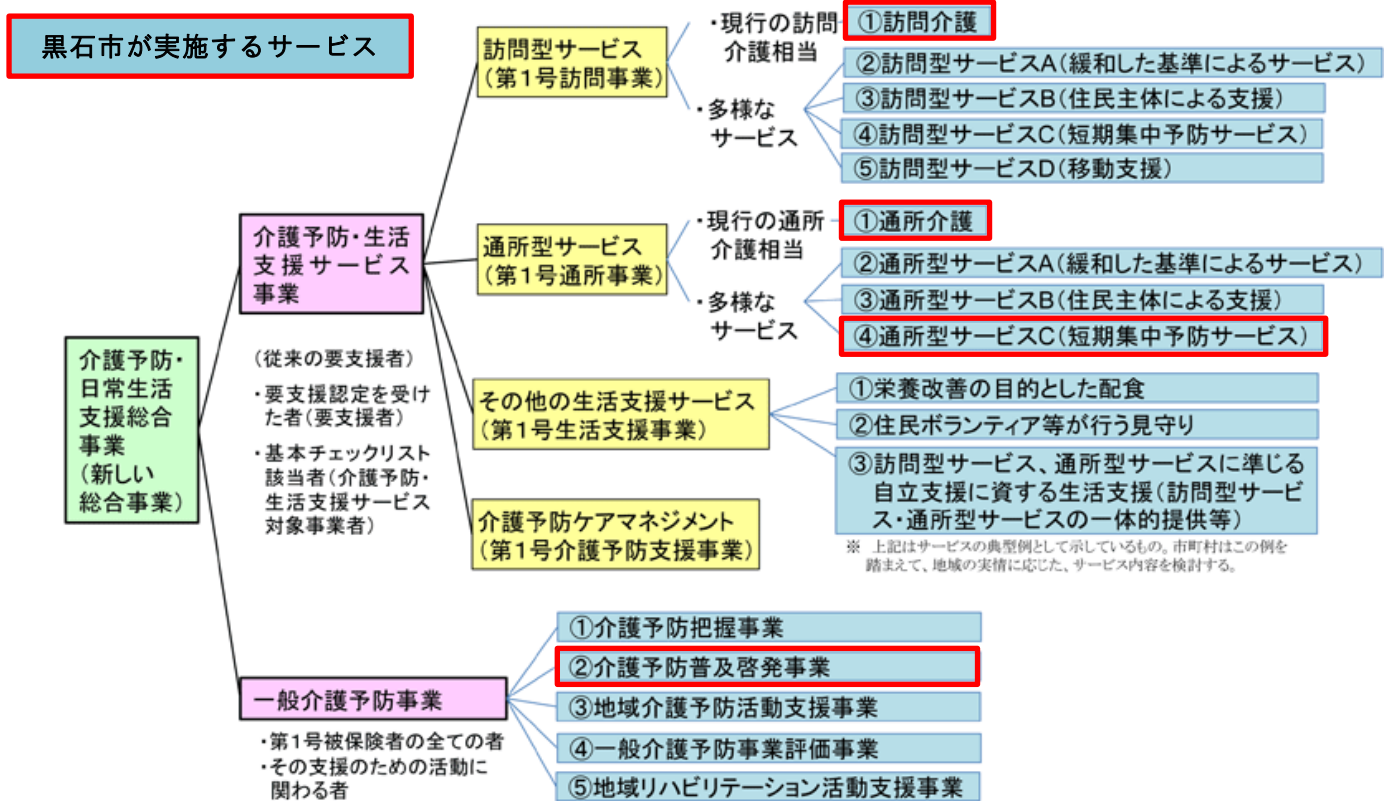 黒石市が実施するサービス
介護予防・
日常生活
支援総合
事業
(新しい
総合事業)
介護予防・生活
支援サービス
事業
(従来の要支援者)
・要支援認定を受け
た者(要支援者)
・基本チェックリスト
該当者(介護予防・
生活支援サービス
対象事業者)
訪問型サービス
(第1号訪問事業)
・現行の訪問
介護相当
①訪問介護
・多様な
サービス
②訪問型サービスA(緩和した基準によるサービス)
③訪問型サービスB(住民主体による支援)
④訪問型サービスC(短期集中予防サービス)
⑤訪問型サービスD(移動支援)
通所型サービス
(第1号通所事業)
・現行の通所
介護相当
①通所介護
・多様な
サービス
②通所型サービスA(緩和した基準によるサービス)
③通所型サービスB(住民主体による支援)
④通所型サービスC(短期集中予防サービス)
その他の生活支援サービス
(第1号生活支援事業)
①栄養改善の目的とした配食
②住民ボランティア等が行う見守り
③訪問型サービス、通所型サービスに準じる
自立支援に資する生活支援(訪問型サービ
ス・通所型サービスの一体的提供等)
※ 上記はサービスの典型例として示しているもの。市町村はこの例を
踏まえて、地域の実情に応じた、サービス内容を検討する。
介護予防ケアマネジメント
(第1号介護予防支援事業)
一般介護予防事業
・第1号被保険者の全ての者
・その支援のための活動に
関わる者
①介護予防把握事業
②介護予防普及啓発事業
③地域介護予防活動支援事業
④一般介護予防事業評価事業
⑤地域リハビリテーション活動支援事業